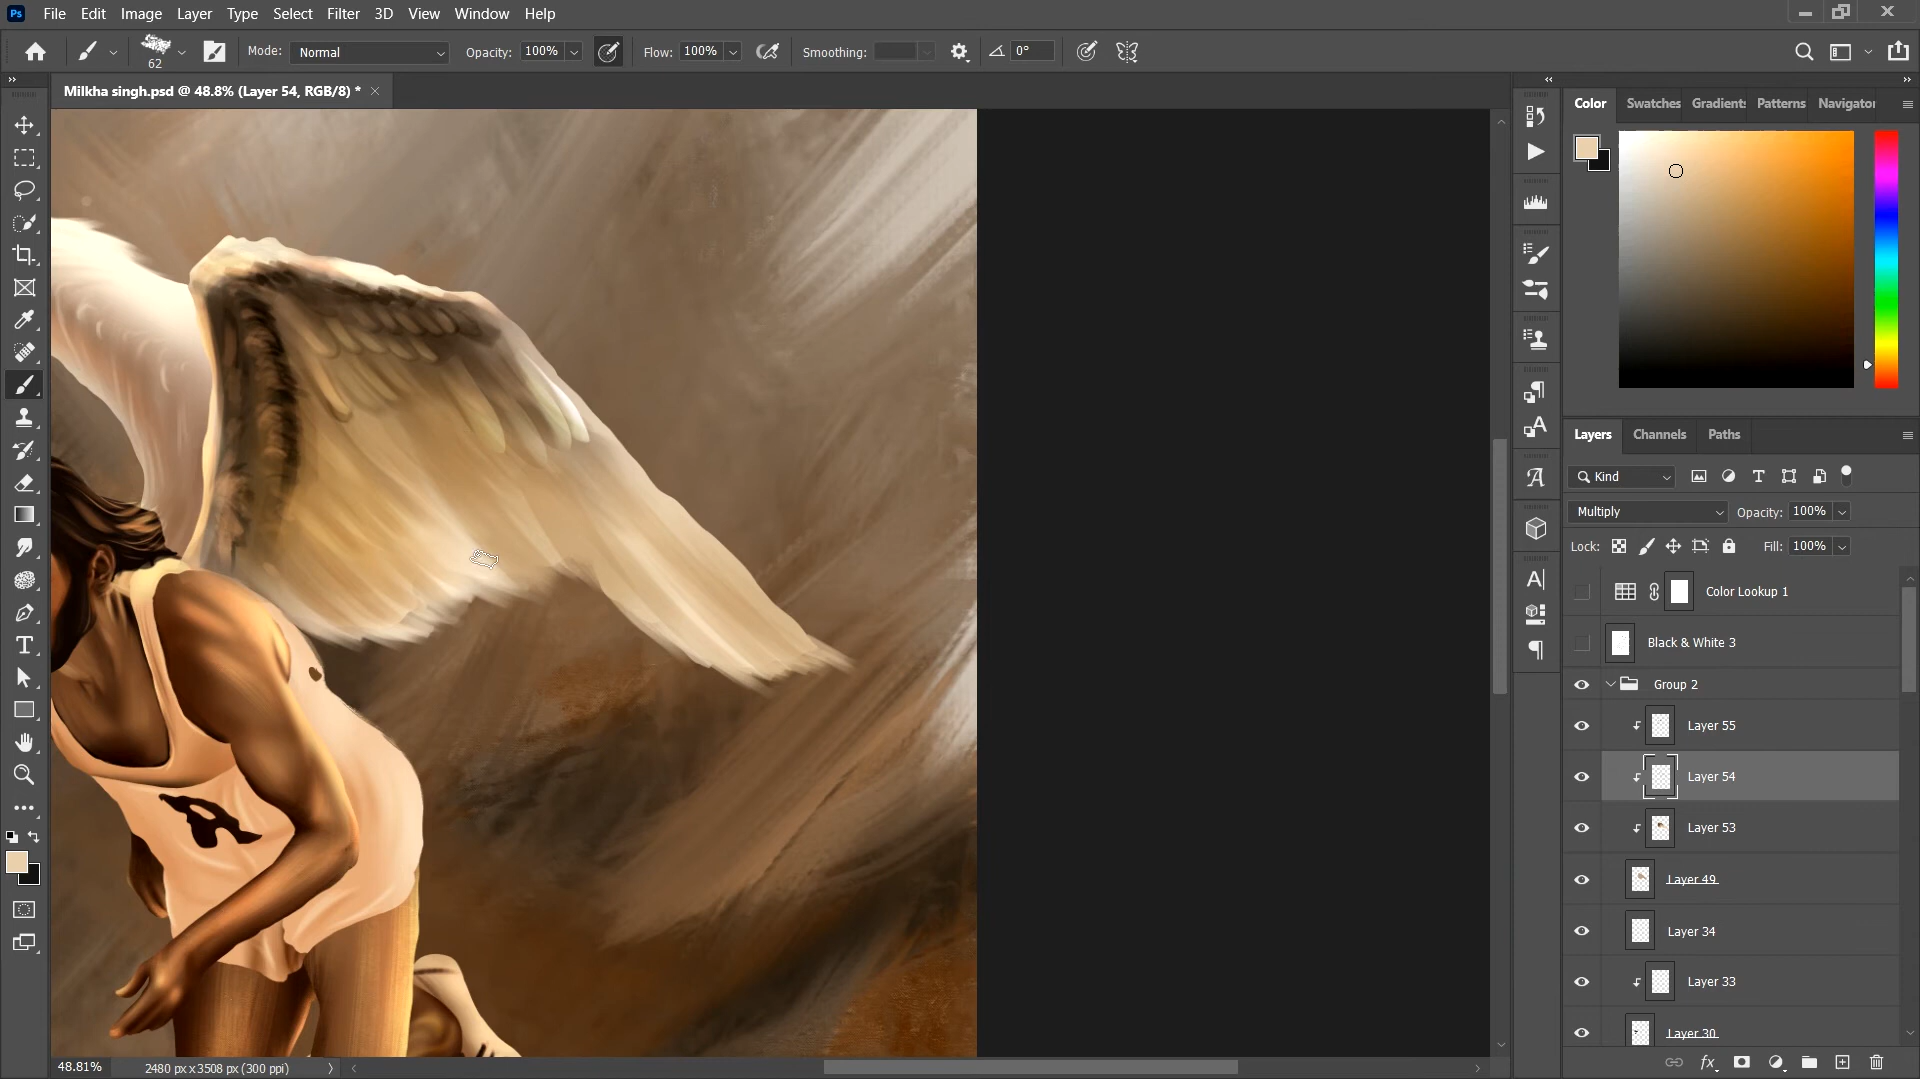 Ps File Edit Image Layer Type Select Filter 3D View Window Help
62 Mode: Normal Opacity: 100% Flow: 100% Smoothing: 0°
Milkha singh.psd @ 48.8% (Layer 54, RGB/8) *
Color Swatches Gradients Patterns Navigator
Layers Channels Paths
Kind
Multiply Opacity: 100%
Lock: Fill: 100%
Color Lookup 1
Black & White 3
Group 2
Layer 55
Layer 54
Layer 53
Layer 49
Layer 34
Layer 33
Layer 30
fx
48.81% 2480 px x 3508 px (300 ppi)